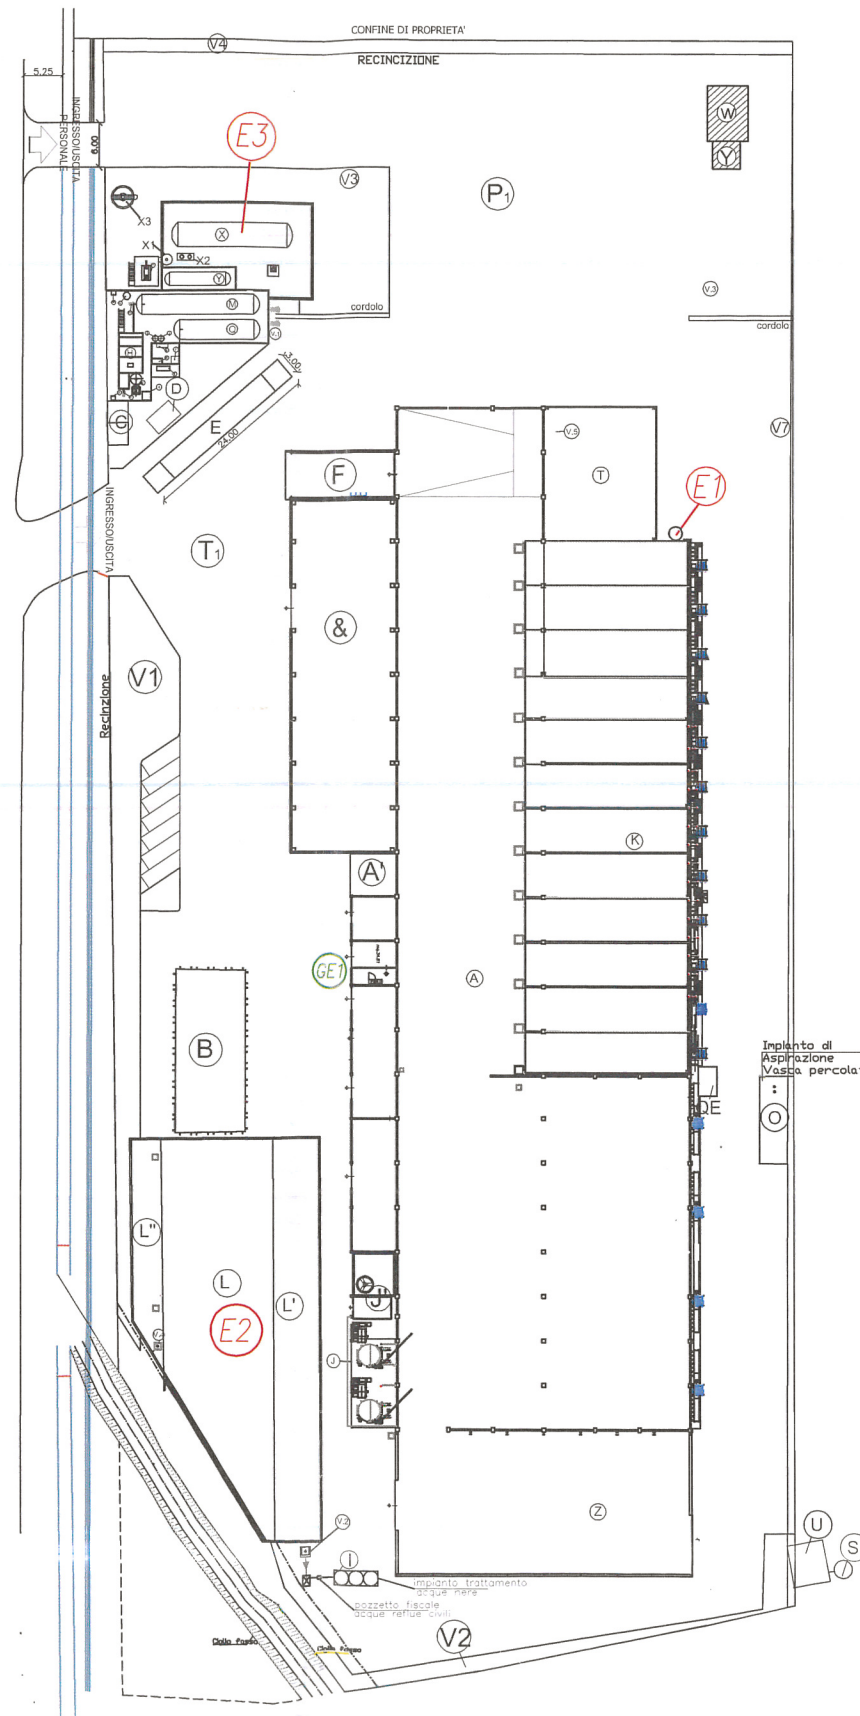 CONFINE DI PROPRIETA'
V4
RECINCIZIONE
5.25
INGRESSO/USCITA
PERSONALE
6.00
E3
W
Y
V3
P1
X3
X
X1
X2
Y
V.3
M
cordolo
Q
V.1
cordolo
H
3.00
D
C
E
24.00
V7
V.5
F
T
E1
INGRESSO/USCITA
T1
&
V1
Recinzione
K
A'
GE1
A
B
Impianto di
Aspirazione
Vasca percola
QE
O
L"
L
L'
J'
E2
J
Z
V.2
U
I
S
impianto trattamento
acque nere
pozzetto fiscale
acque reflue civili
V2
Ciglio fosso
Ciglio fosso